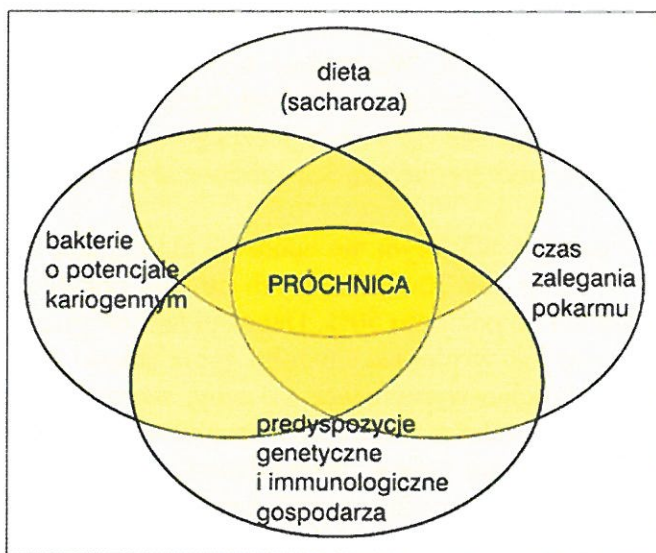 dieta
(sacharoza)
bakterie
o potencjale
kariogennym
PRÓCHNICA
czas
zalegania
pokarmu
predyspozycje
genetyczne
i immunologiczne
gospodarza